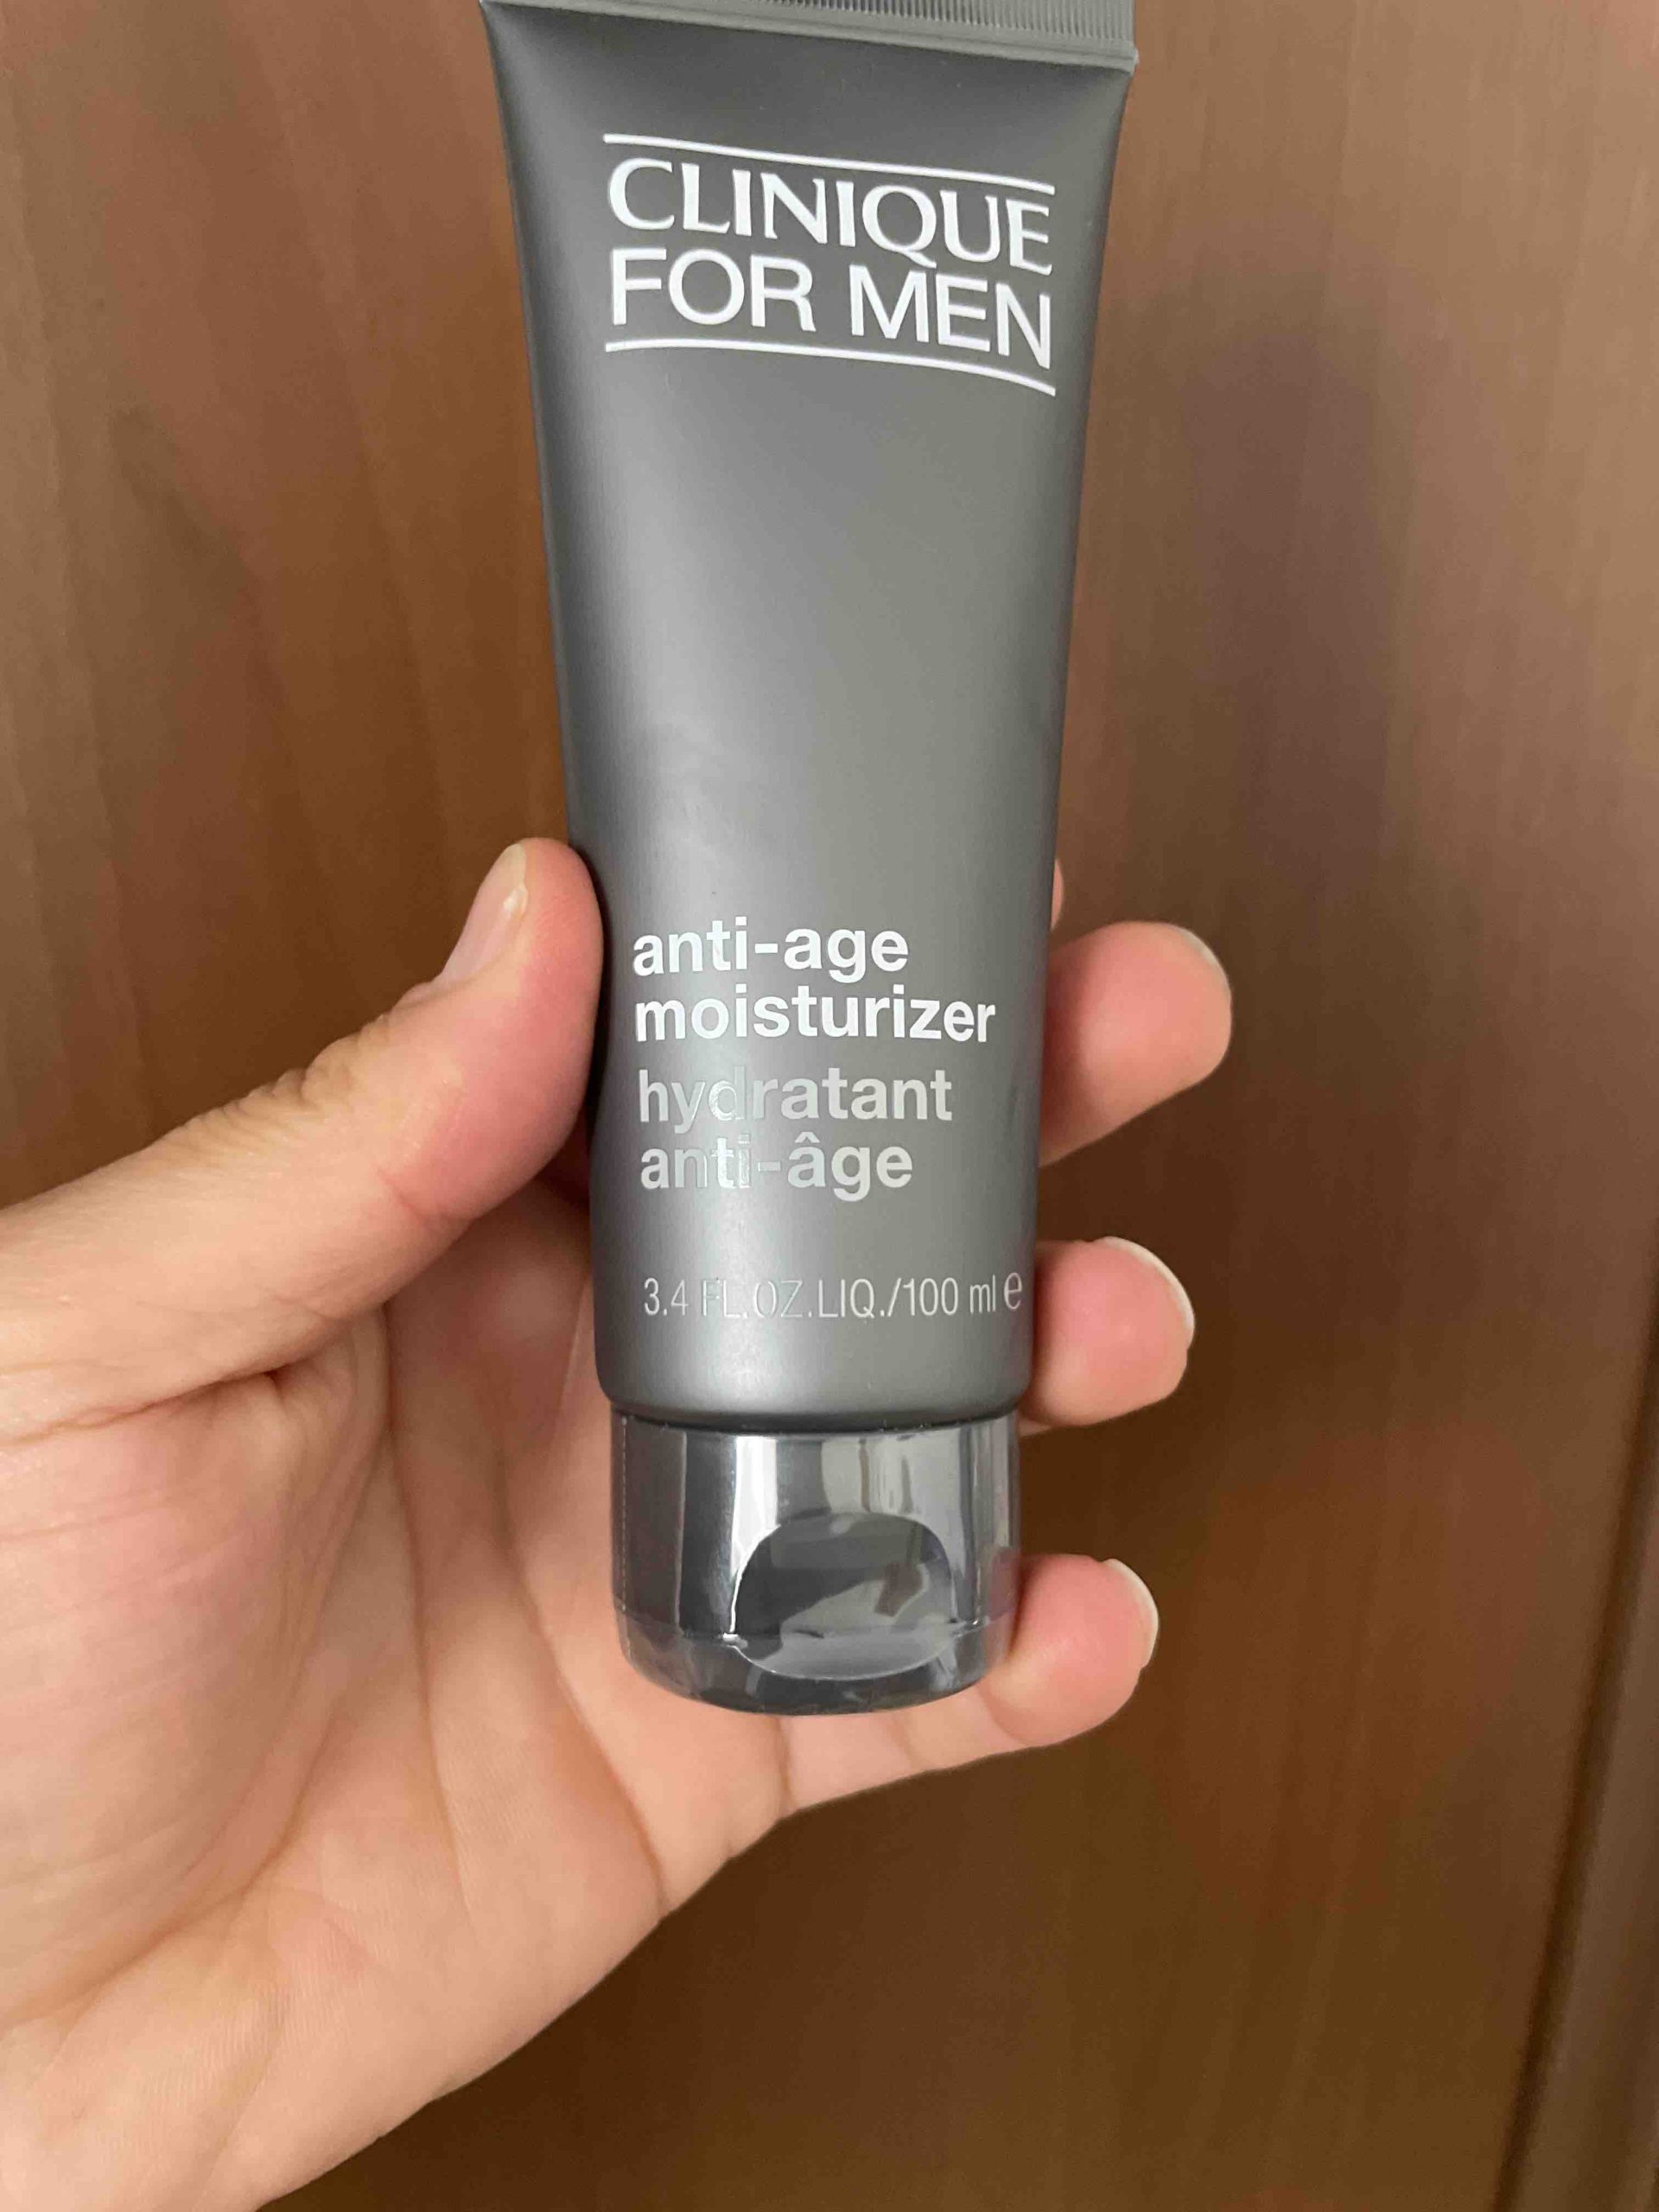 CLINIQUE
FOR MEN
anti-age
moisturizer
hydratant
anti-âge
3.4 FL.OZ.LIQ./100 ml ℮